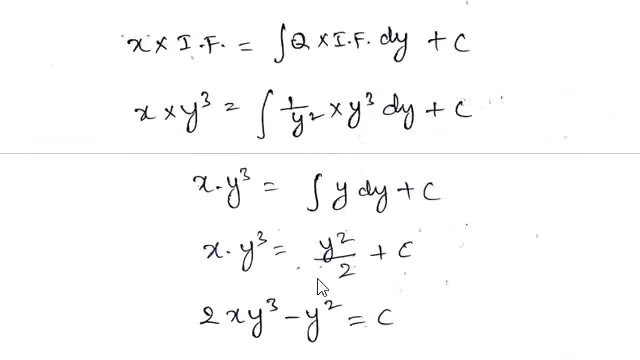 x × I.F. = ∫Q × I.F. dy + C
x × y³ = ∫ 1/y² × y³ dy + C
x · y³ = ∫ y dy + C
x · y³ = y²/2 + C
2xy³ − y² = C